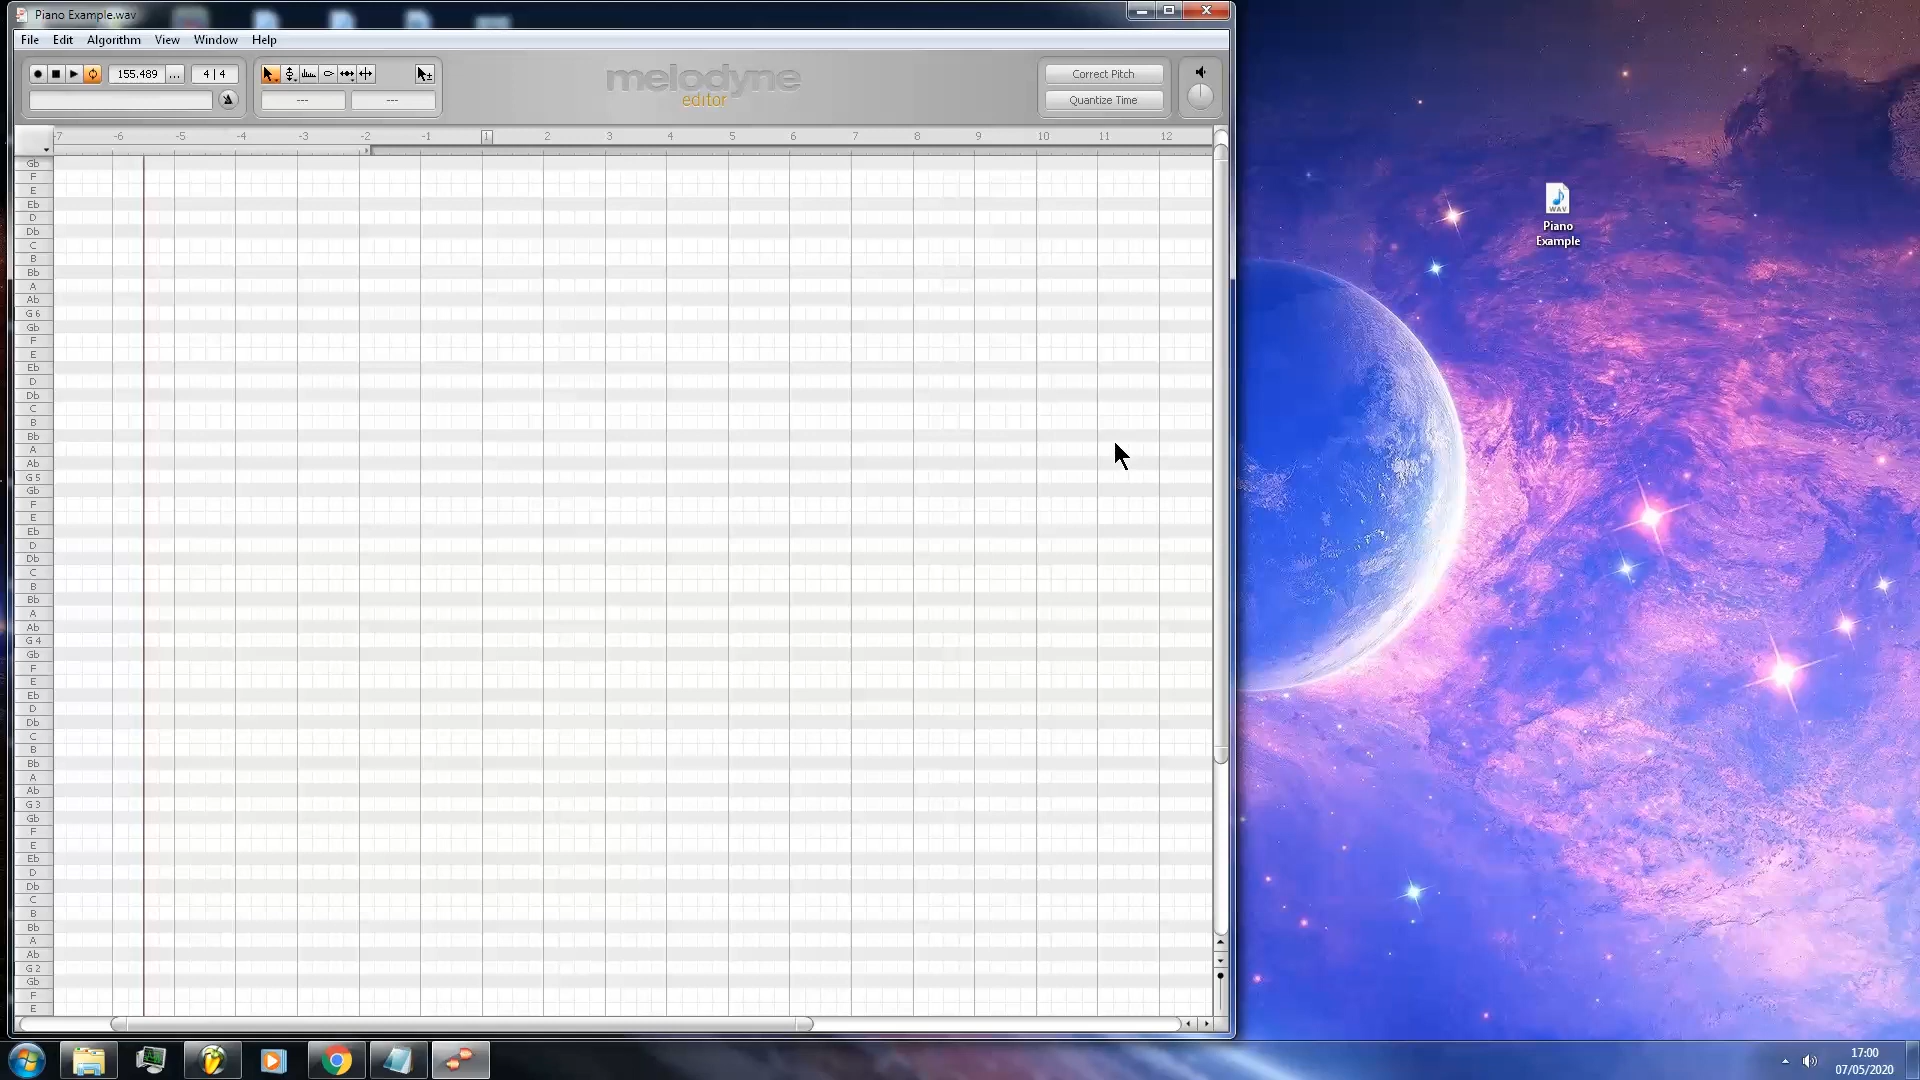 Piano Example.wav
File Edit Algorithm View Window Help
155.489 ... 4 | 4
--- ---
melodyne
editor
Correct Pitch
Quantize Time
-7 -6 -5 -4 -3 -2 -1 1 2 3 4 5 6 7 8 9 10 11 12
Gb
F
E
Eb
D
Db
C
B
Bb
A
Ab
G 6
Gb
F
E
Eb
D
Db
C
B
Bb
A
Ab
G 5
Gb
F
E
Eb
D
Db
C
B
Bb
A
Ab
G 4
Gb
F
E
Eb
D
Db
C
B
Bb
A
Ab
G 3
Gb
F
E
Eb
D
Db
C
B
Bb
A
Ab
G 2
Gb
F
E
WAV
Piano
Example
17:00
07/05/2020